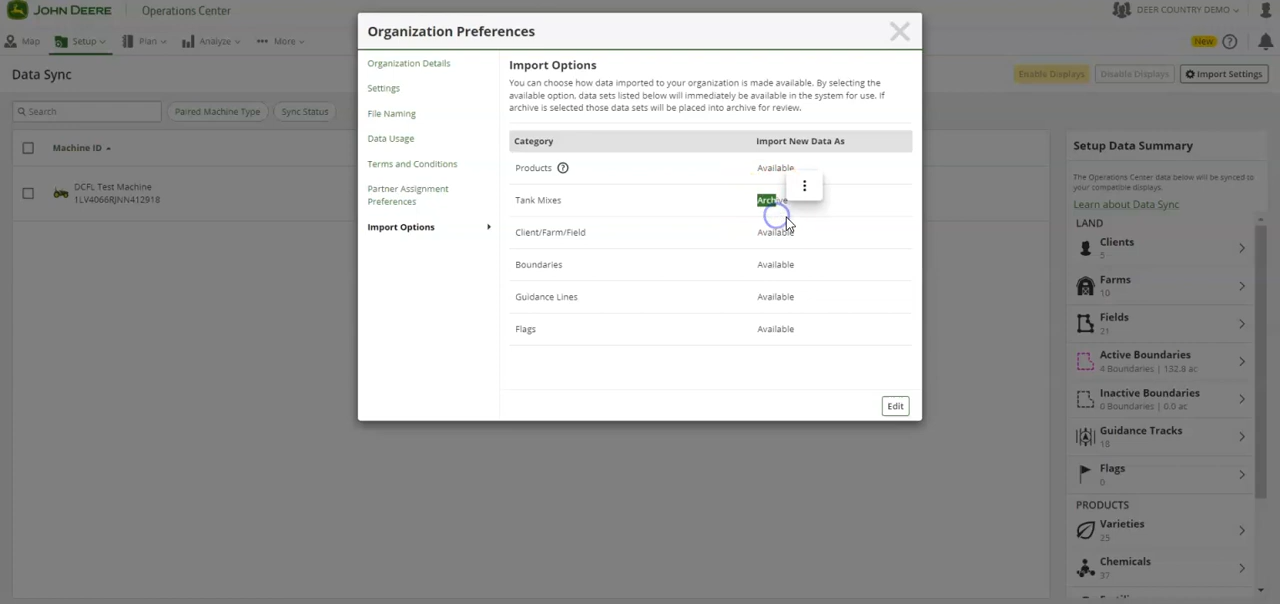 JOHN DEERE
Operations Center
DEER COUNTRY DEMO
Map
Setup
Plan
Analyze
More
New
Data Sync
Enable Displays
Disable Displays
Import Settings
Search
Paired Machine Type
Sync Status
Machine ID
DCFL Test Machine
1LV4066RJNN412918
Organization Preferences
Organization Details
Settings
File Naming
Data Usage
Terms and Conditions
Partner Assignment
Preferences
Import Options
Import Options
You can choose how data imported to your organization is made available. By selecting the
available option, data sets listed below will immediately be available in the system for use. If
archive is selected those data sets will be placed into archive for review.
Category Import New Data As
Products Available
Tank Mixes Archive
Client/Farm/Field Available
Boundaries Available
Guidance Lines Available
Flags Available
Edit
Setup Data Summary
The Operations Center data below will be synced to
your compatible displays.
Learn about Data Sync
LAND
Clients
5
Farms
10
Fields
21
Active Boundaries
4 Boundaries | 132.8 ac
Inactive Boundaries
0 Boundaries | 0.0 ac
Guidance Tracks
18
Flags
0
PRODUCTS
Varieties
25
Chemicals
37